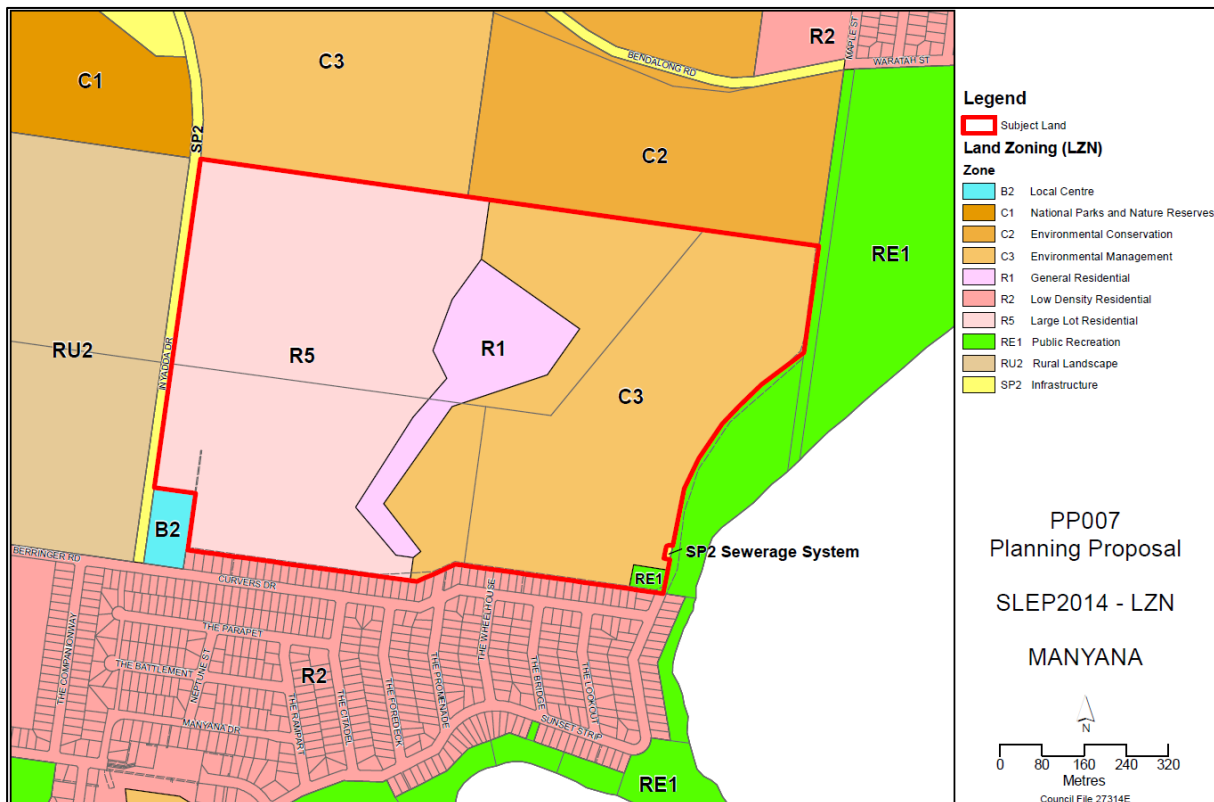 R2
MAPLE ST
WARATAH ST
C3
BENDALONG RD
C1
SP2
C2
RE1
RU2
INYADDA DR
R5
R1
C3
B2
SP2 Sewerage System
RE1
BERRINGER RD
CURVERS DR
THE PARAPET
THE COMPANIONWAY
THE BATTLEMENT
NEPTUNE ST
R2
THE RAMPART
THE CITADEL
THE FOREDECK
THE PROMENADE
THE WHEELHOUSE
THE BRIDGE
THE LOOKOUT
MANYANA DR
SUNSET STRIP
RE1
Legend
Subject Land
Land Zoning (LZN)
Zone
B2 Local Centre
C1 National Parks and Nature Reserves
C2 Environmental Conservation
C3 Environmental Management
R1 General Residential
R2 Low Density Residential
R5 Large Lot Residential
RE1 Public Recreation
RU2 Rural Landscape
SP2 Infrastructure
PP007
Planning Proposal
SLEP2014 - LZN
MANYANA
N
0 80 160 240 320
Metres
Council File 27314E